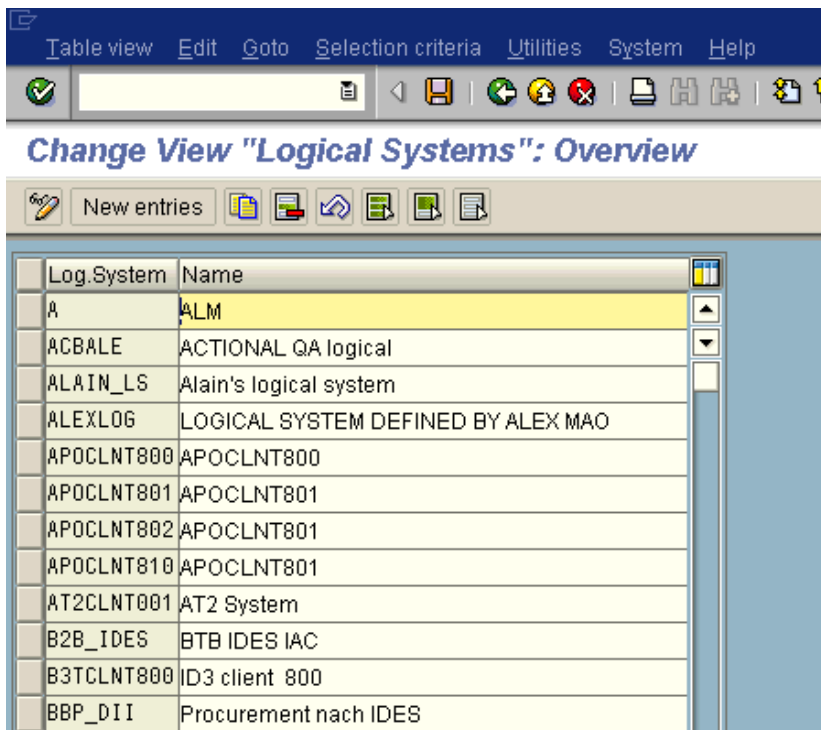 Table view Edit Goto Selection criteria Utilities System Help
Change View "Logical Systems": Overview
New entries
Log.System Name
A ALM
ACBALE ACTIONAL QA logical
ALAIN_LS Alain's logical system
ALEXLOG LOGICAL SYSTEM DEFINED BY ALEX MAO
APOCLNT800 APOCLNT800
APOCLNT801 APOCLNT801
APOCLNT802 APOCLNT801
APOCLNT810 APOCLNT801
AT2CLNT001 AT2 System
B2B_IDES BTB IDES IAC
B3TCLNT800 ID3 client 800
BBP_DII Procurement nach IDES